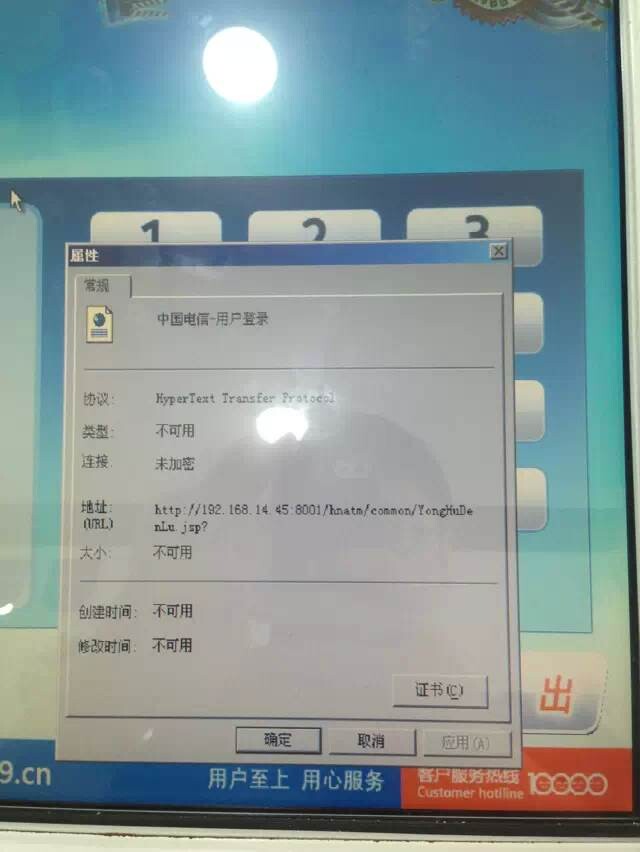 1 2 3
属性
常规
中国电信-用户登录
协议: HyperText Transfer Protocol
类型: 不可用
连接: 未加密
地址: http://192.168.14.45:8001/hnatm/common/YongHuDe
(URL) nLu.jsp?
大小: 不可用
创建时间: 不可用
修改时间: 不可用
证书(C)
出
确定 取消 应用(A)
9.cn 用户至上 用心服务 客户服务热线 10000
Customer hotline